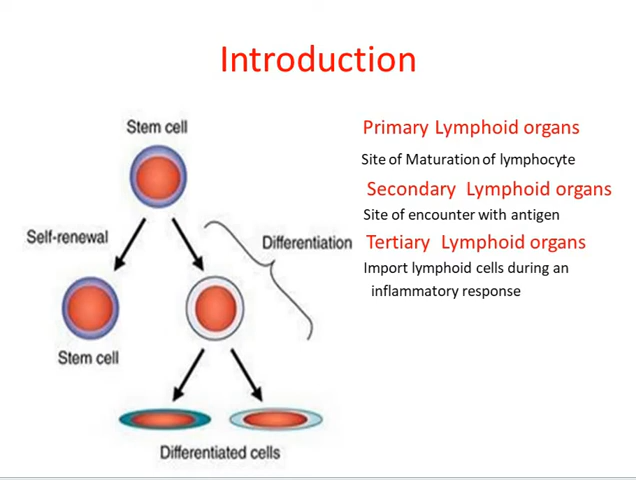 Introduction
Stem cell
Self-renewal
Differentiation
Stem cell
Differentiated cells
Primary Lymphoid organs
Site of Maturation of lymphocyte
Secondary Lymphoid organs
Site of encounter with antigen
Tertiary Lymphoid organs
Import lymphoid cells during an
inflammatory response